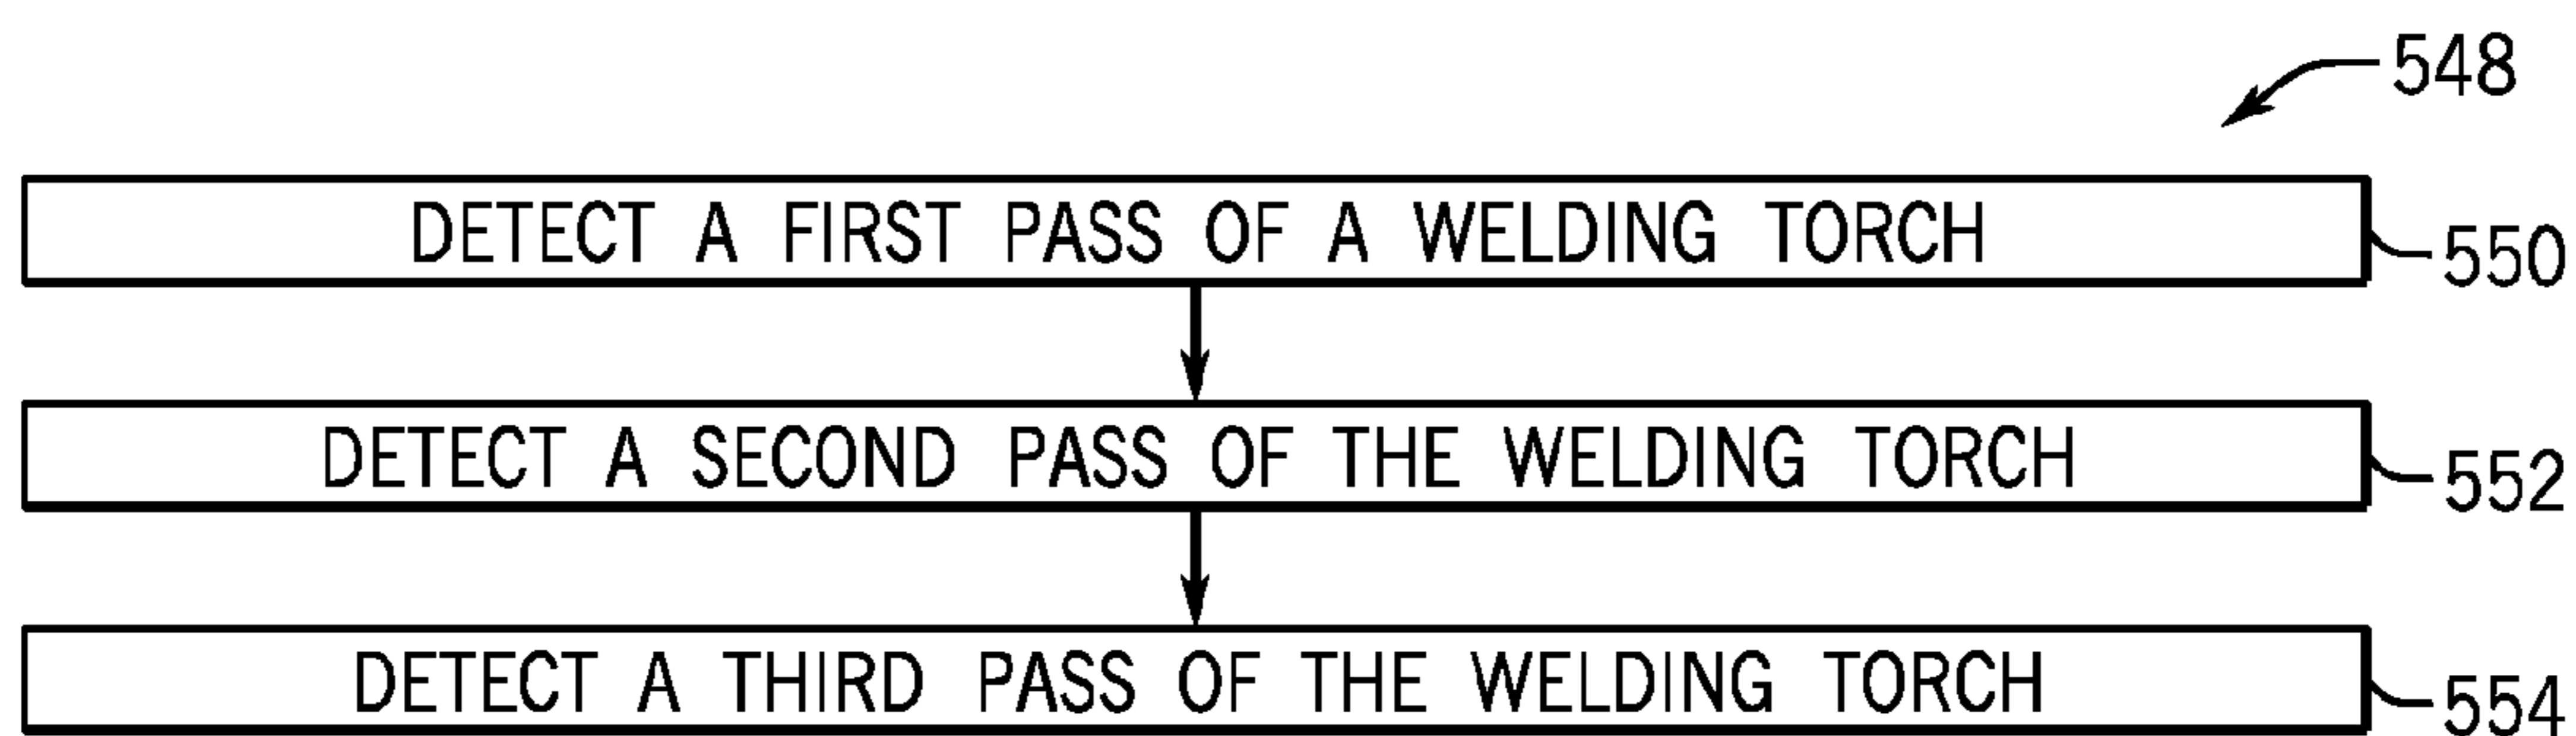 548
DETECT A FIRST PASS OF A WELDING TORCH
550
DETECT A SECOND PASS OF THE WELDING TORCH
552
DETECT A THIRD PASS OF THE WELDING TORCH
554